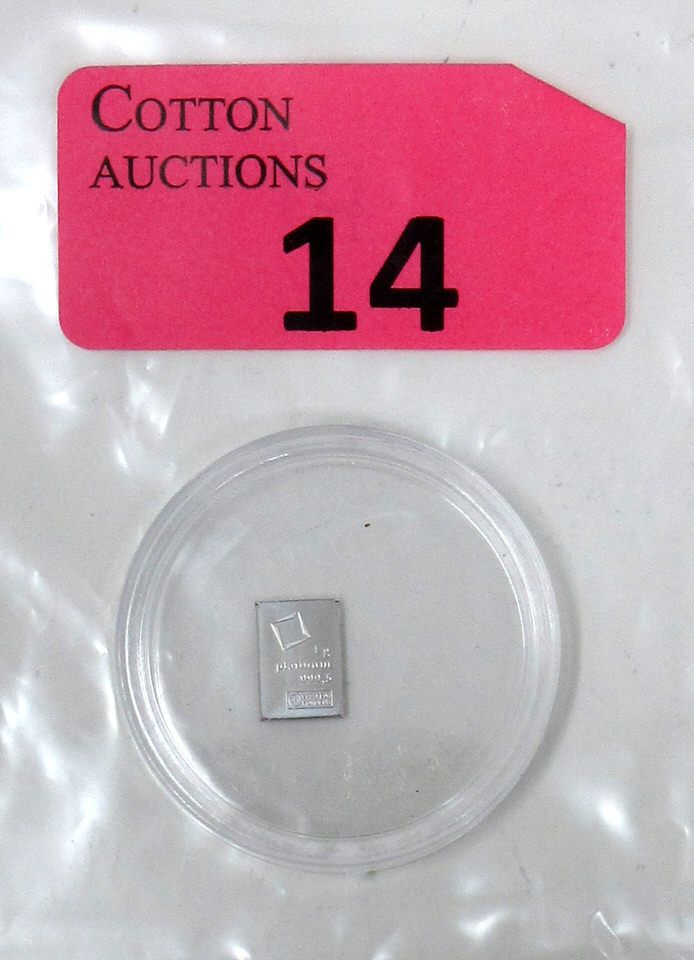 COTTON
AUCTIONS
14
1 g
platinum
999,5